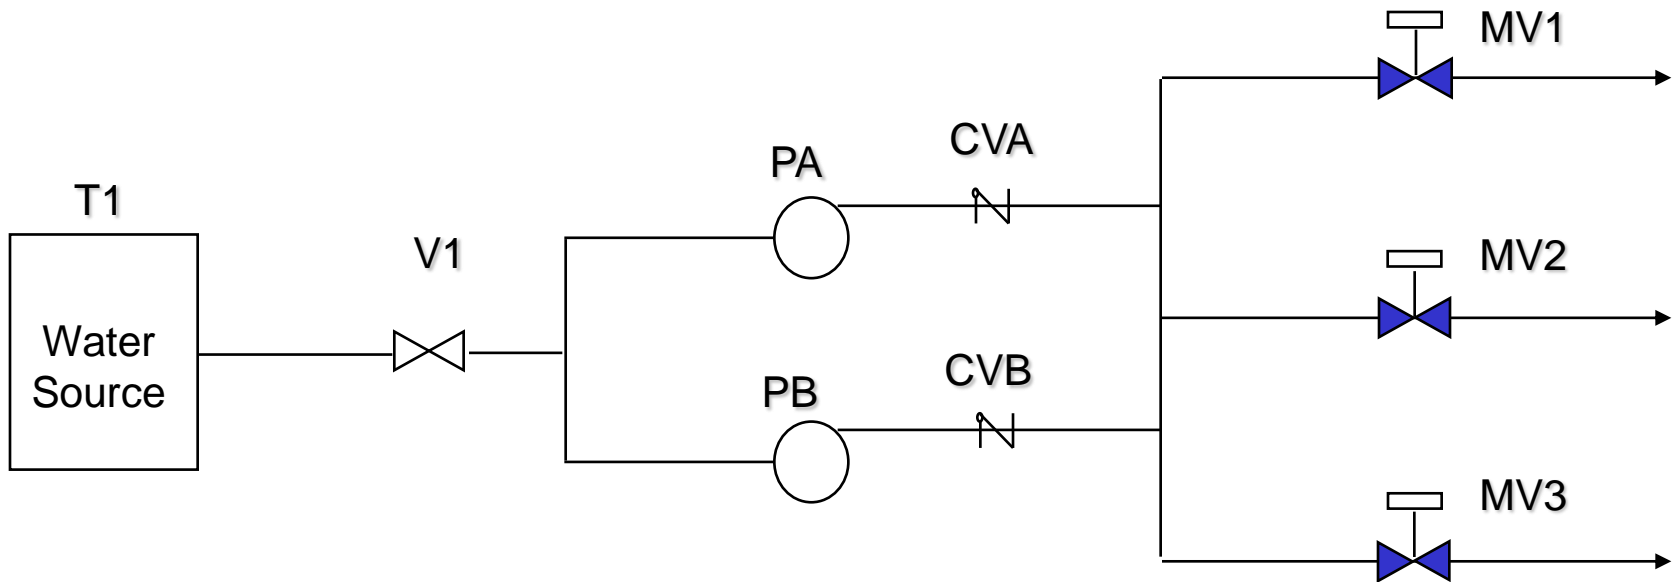 MV1
CVA
PA
T1
V1
MV2
Water
Source
CVB
PB
MV3